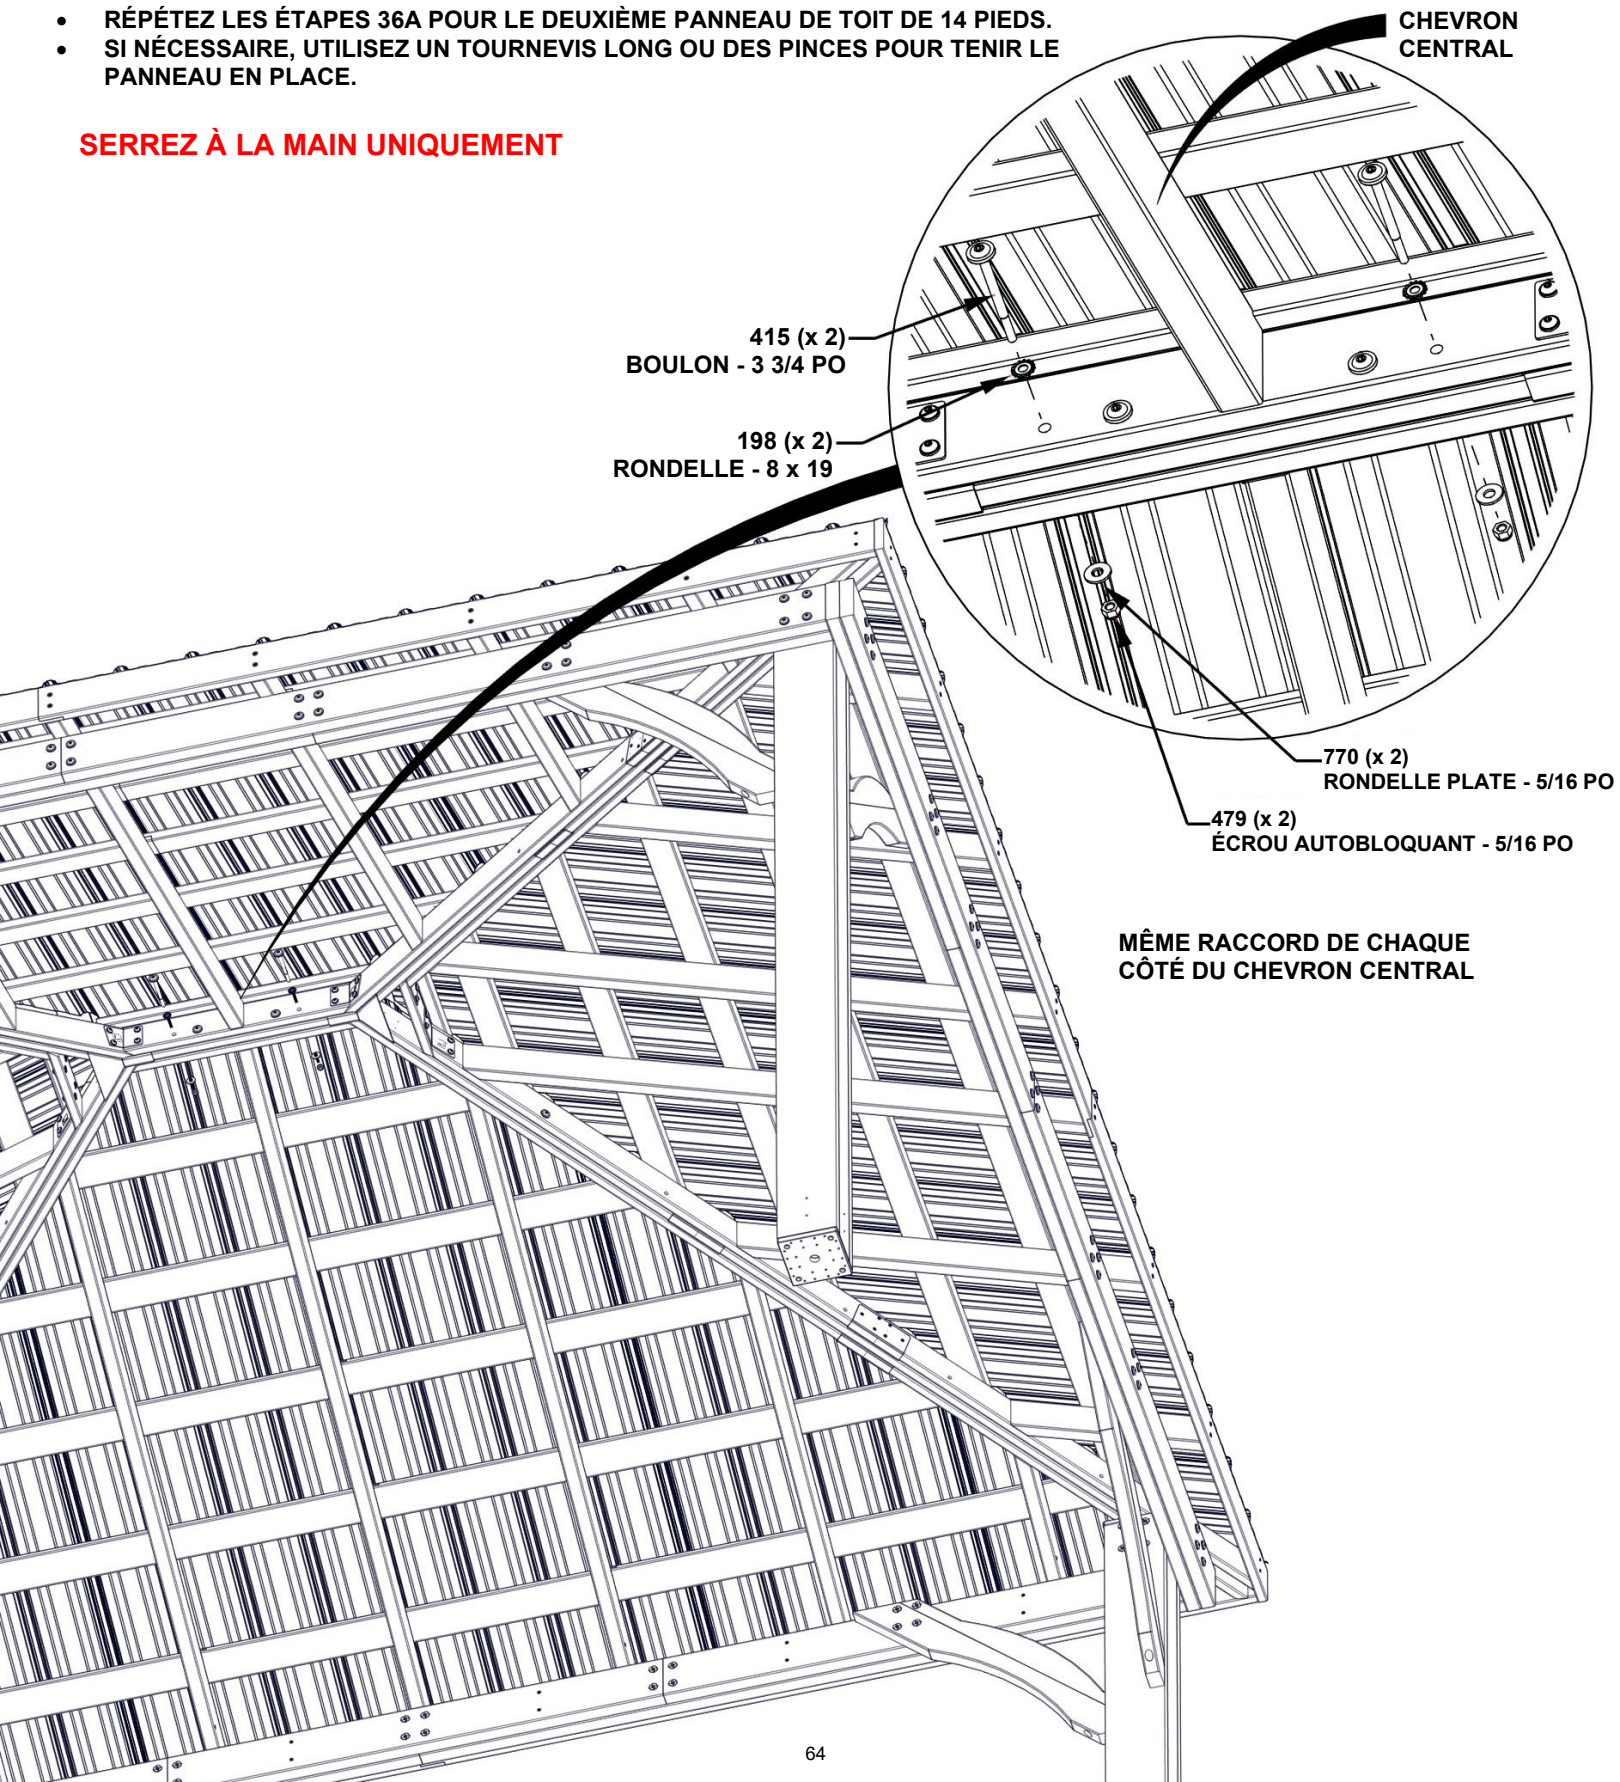 • RÉPÉTEZ LES ÉTAPES 36A POUR LE DEUXIÈME PANNEAU DE TOIT DE 14 PIEDS.
• SI NÉCESSAIRE, UTILISEZ UN TOURNEVIS LONG OU DES PINCES POUR TENIR LE
PANNEAU EN PLACE.
SERREZ À LA MAIN UNIQUEMENT
CHEVRON
CENTRAL
415 (x 2)
BOULON - 3 3/4 PO
198 (x 2)
RONDELLE - 8 x 19
770 (x 2)
RONDELLE PLATE - 5/16 PO
479 (x 2)
ÉCROU AUTOBLOQUANT - 5/16 PO
MÊME RACCORD DE CHAQUE
CÔTÉ DU CHEVRON CENTRAL
64